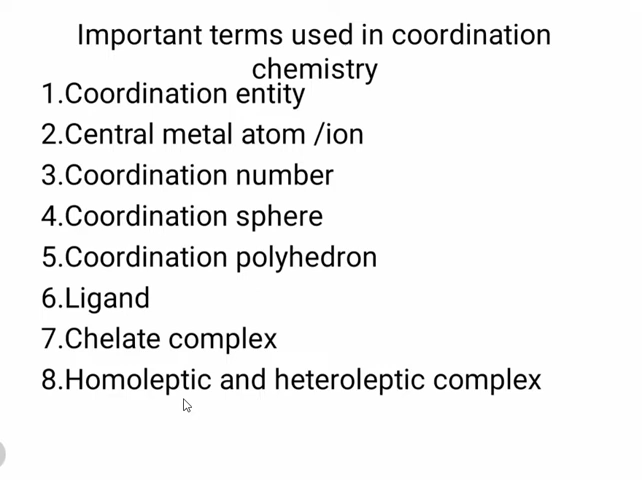 Important terms used in coordination
chemistry
1.Coordination entity
2.Central metal atom /ion
3.Coordination number
4.Coordination sphere
5.Coordination polyhedron
6.Ligand
7.Chelate complex
8.Homoleptic and heteroleptic complex